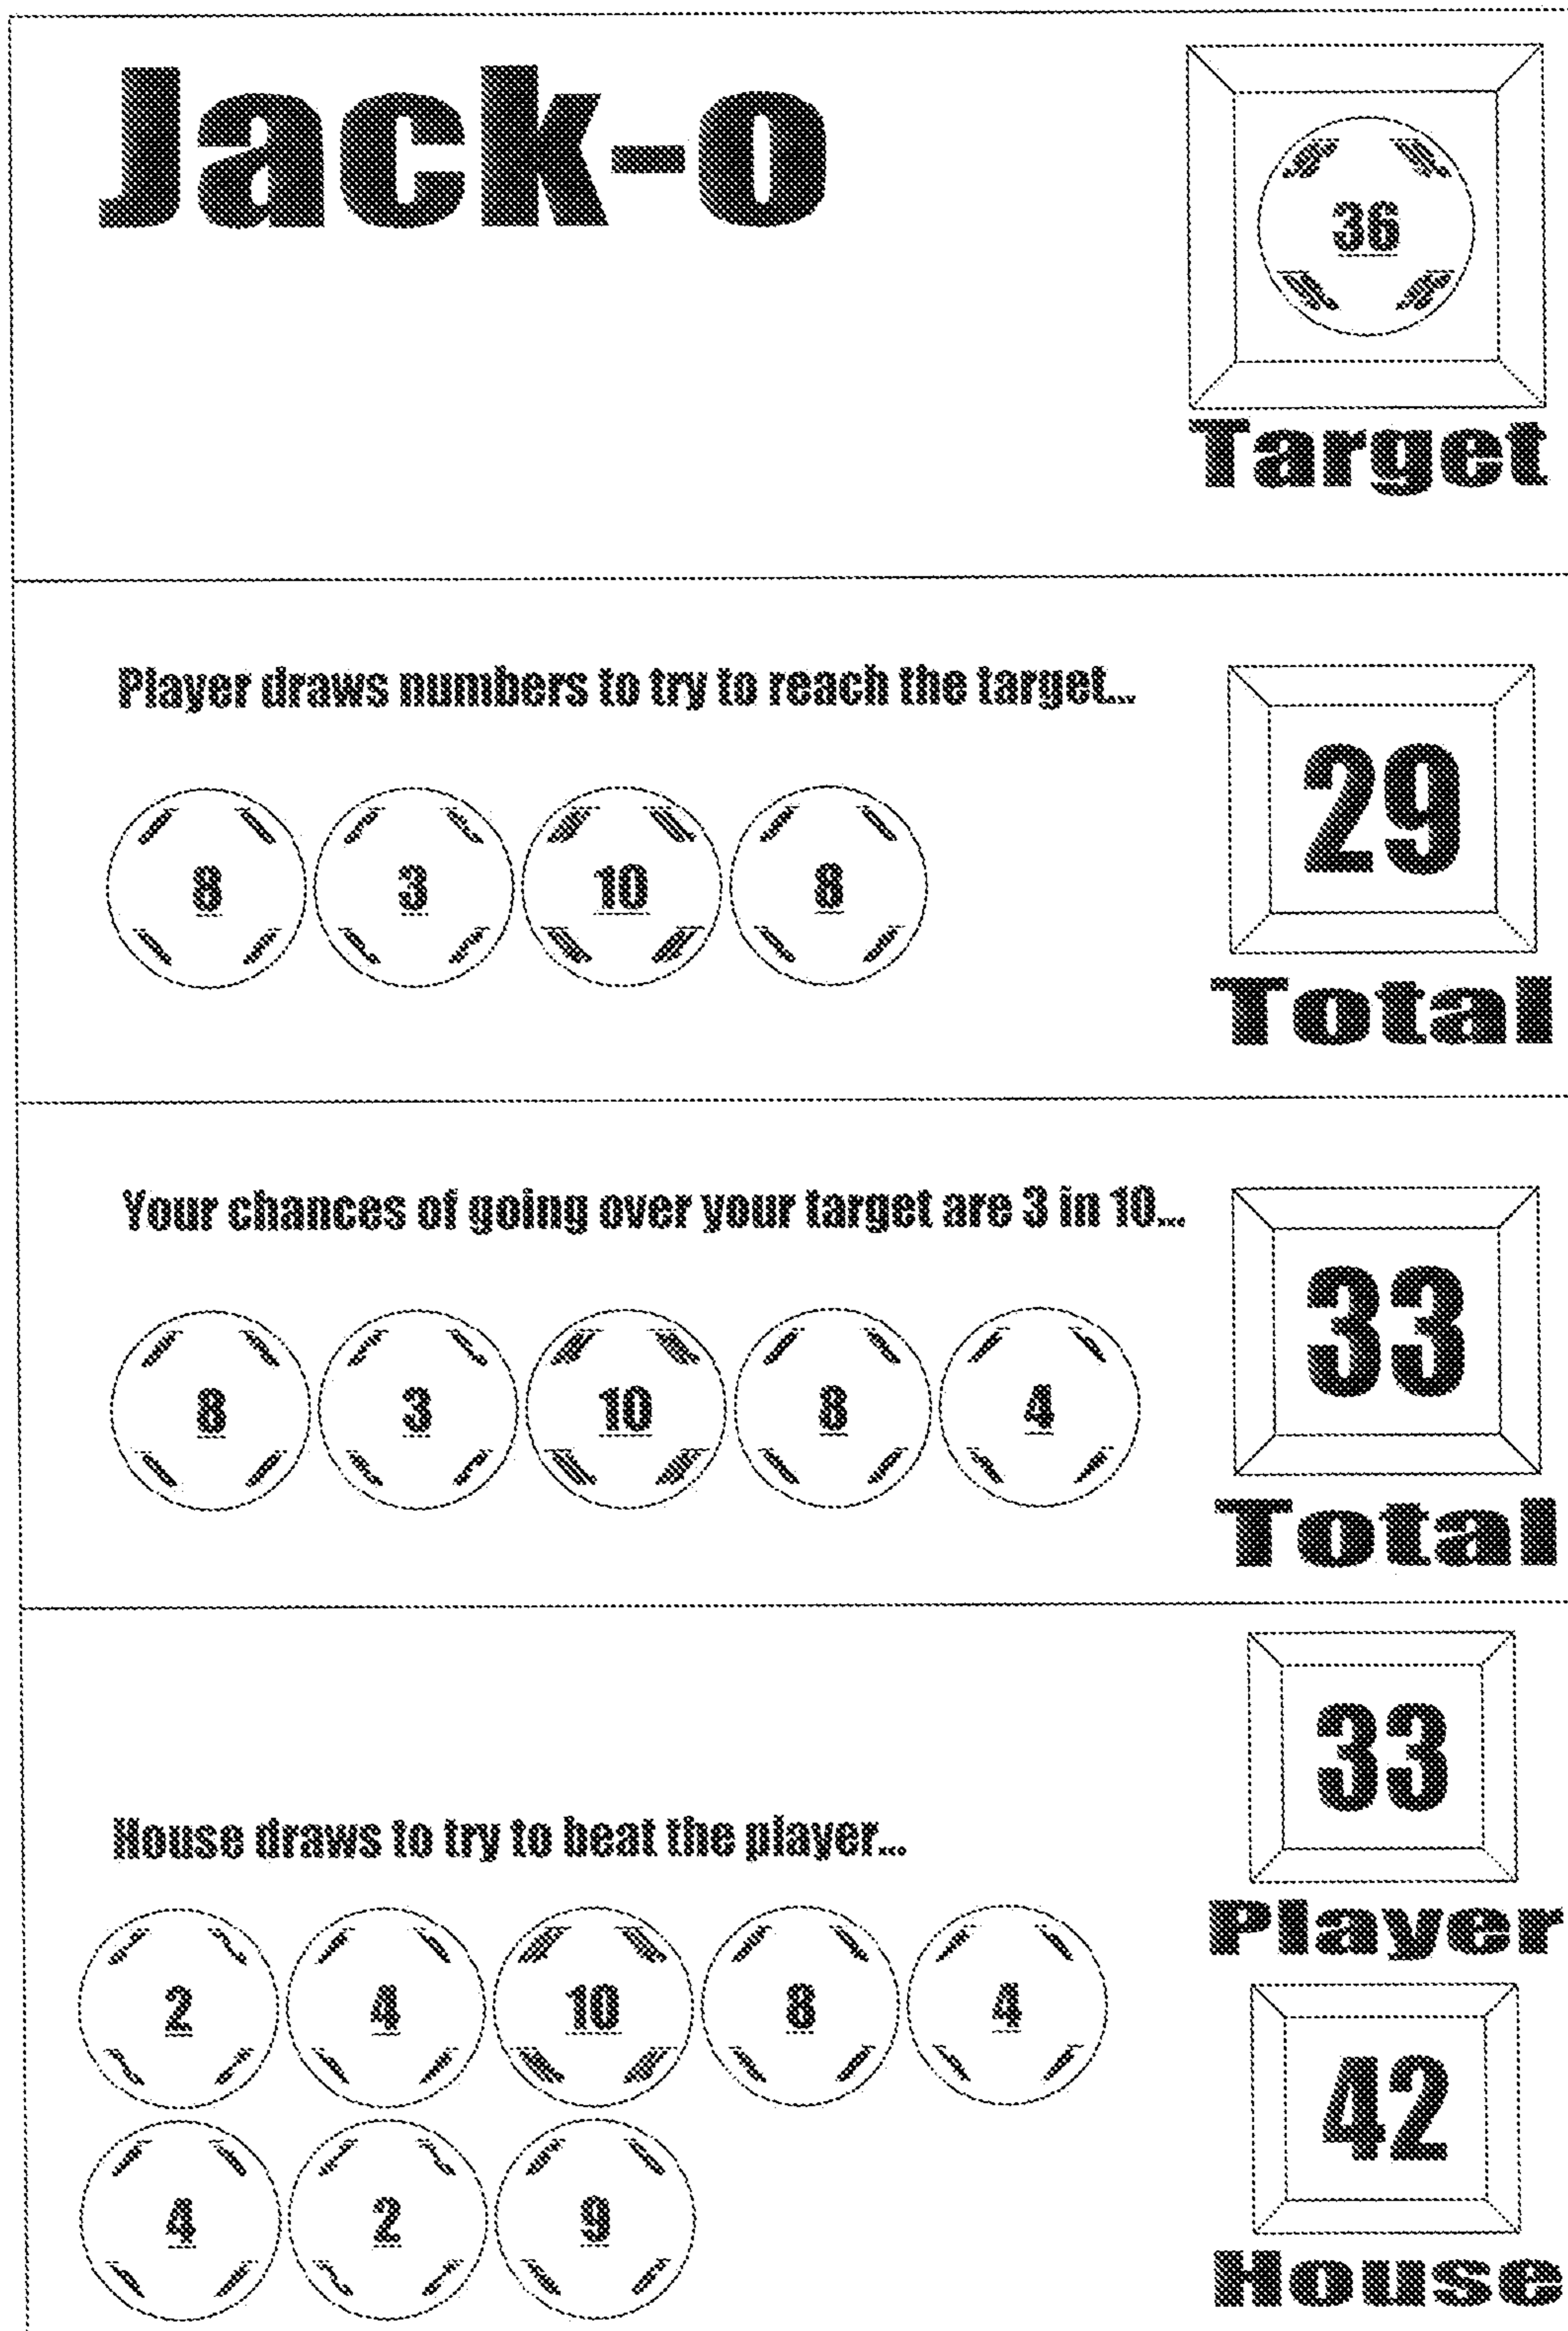 Jack-o
36
Target
Player draws numbers to try to reach the target...
8 3 10 8
29
Total
Your chances of going over your target are 3 in 10...
8 3 10 8 4
33
Total
33
Player
House draws to try to beat the player...
2 4 10 8 4
4 2 9
42
House